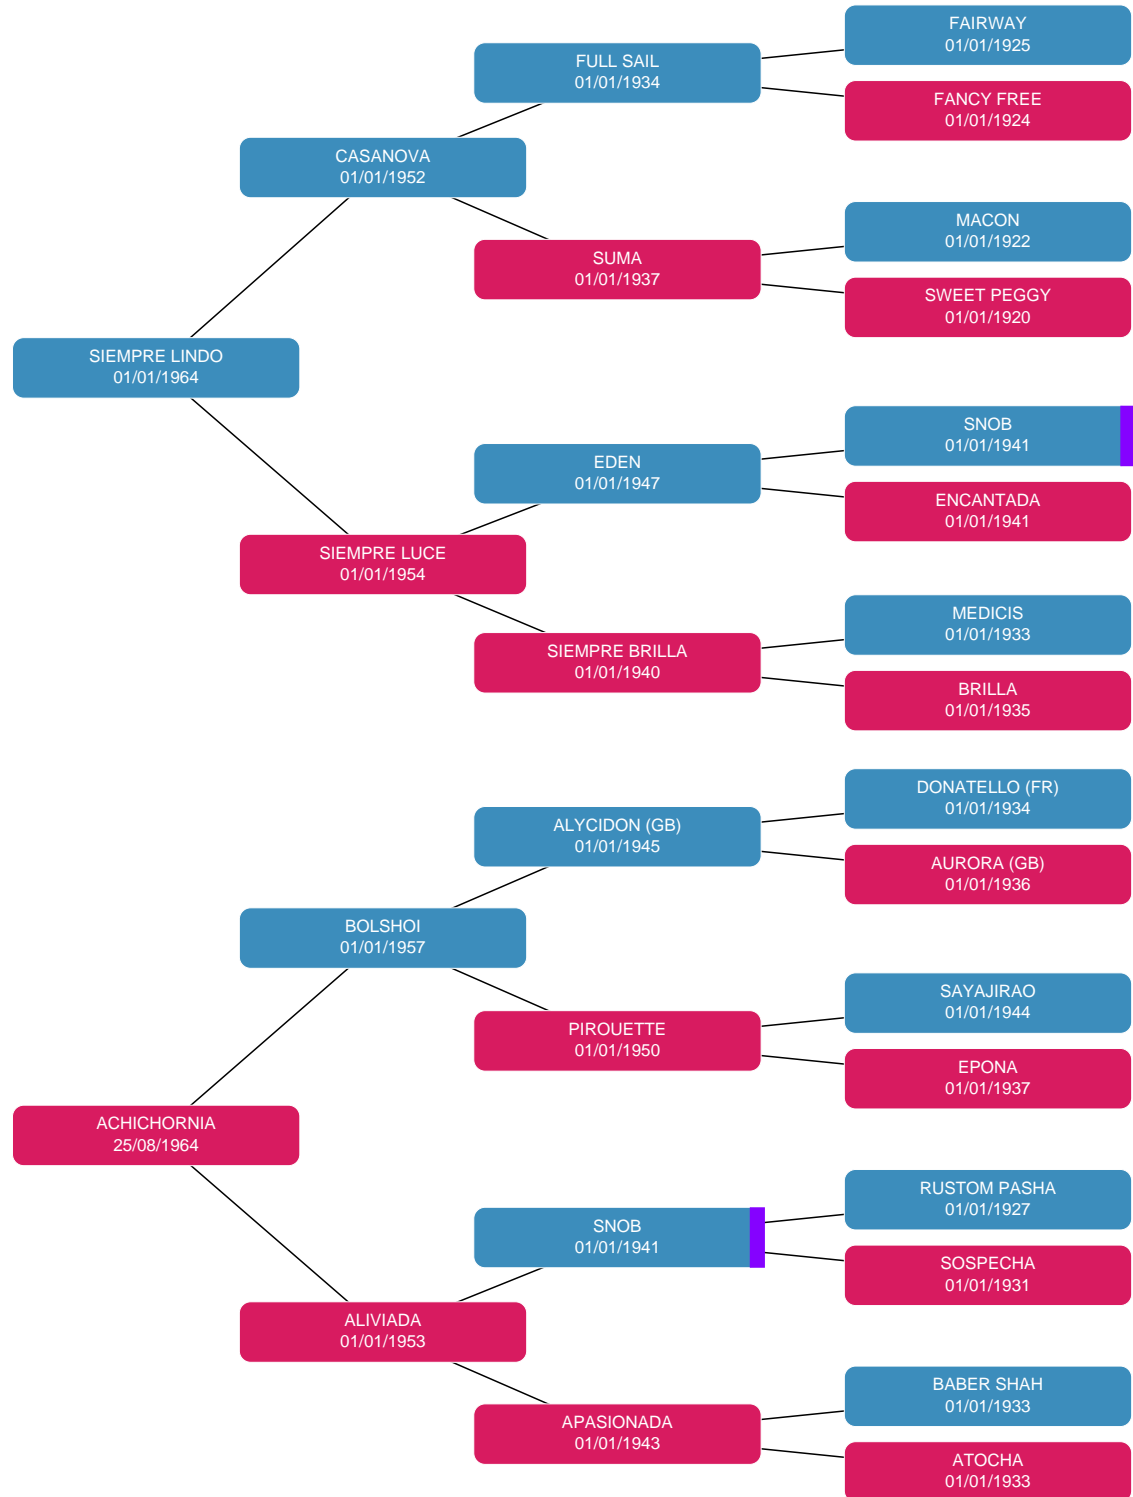 FAIRWAY
01/01/1925
FULL SAIL
01/01/1934
FANCY FREE
01/01/1924
CASANOVA
01/01/1952
MACON
01/01/1922
SUMA
01/01/1937
SWEET PEGGY
01/01/1920
SIEMPRE LINDO
01/01/1964
SNOB
01/01/1941
EDEN
01/01/1947
ENCANTADA
01/01/1941
SIEMPRE LUCE
01/01/1954
MEDICIS
01/01/1933
SIEMPRE BRILLA
01/01/1940
BRILLA
01/01/1935
DONATELLO (FR)
01/01/1934
ALYCIDON (GB)
01/01/1945
AURORA (GB)
01/01/1936
BOLSHOI
01/01/1957
SAYAJIRAO
01/01/1944
PIROUETTE
01/01/1950
EPONA
01/01/1937
ACHICHORNIA
25/08/1964
RUSTOM PASHA
01/01/1927
SNOB
01/01/1941
SOSPECHA
01/01/1931
ALIVIADA
01/01/1953
BABER SHAH
01/01/1933
APASIONADA
01/01/1943
ATOCHA
01/01/1933